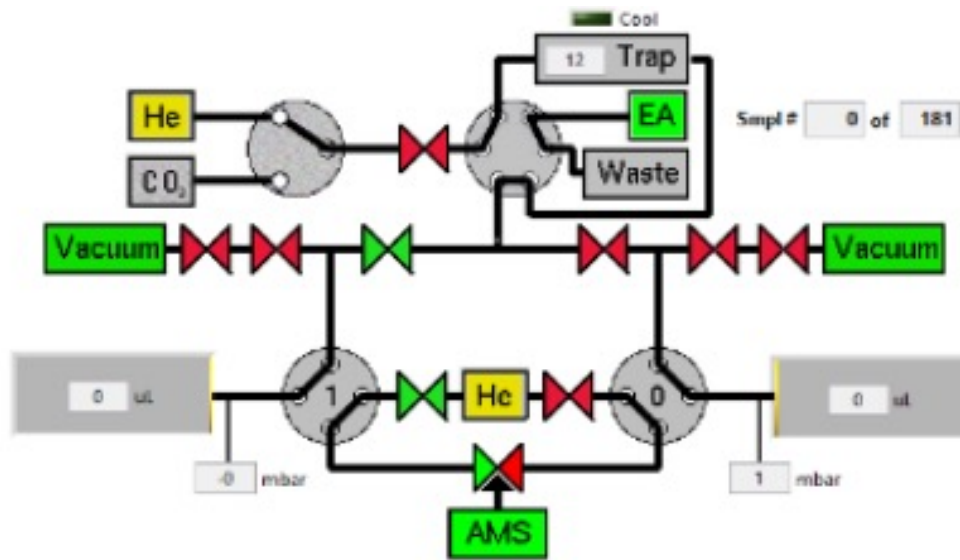 Cool
12 Trap
He
EA
Smpl # 0 of 181
CO₂
Waste
Vacuum
Vacuum
0 uL
1
He
0
0 uL
-0 mbar
1 mbar
AMS